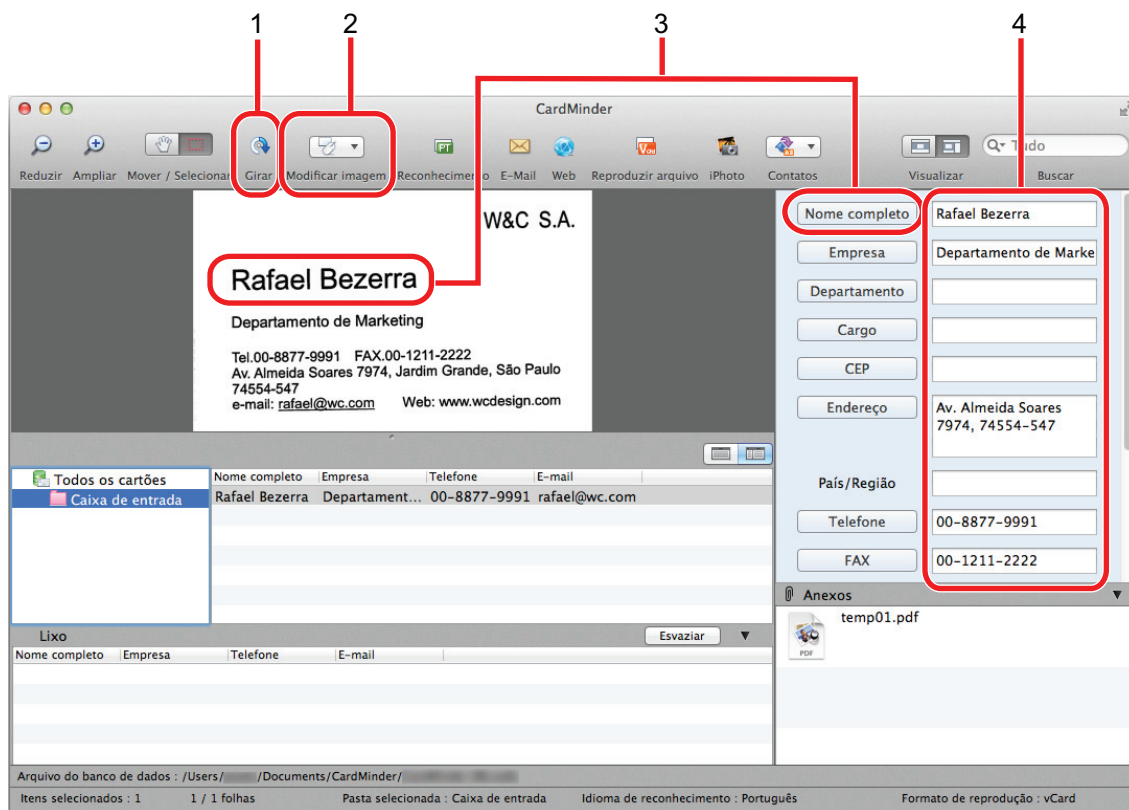 1 2 3 4
CardMinder
Tudo
Reduzir Ampliar Mover / Selecionar Girar Modificar imagem Reconhecimento E-Mail Web Reproduzir arquivo iPhoto Contatos Visualizar Buscar
W&C S.A.
Rafael Bezerra
Departamento de Marketing
Tel.00-8877-9991 FAX.00-1211-2222
Av. Almeida Soares 7974, Jardim Grande, São Paulo
74554-547
e-mail: rafael@wc.com Web: www.wcdesign.com
Nome completo Rafael Bezerra
Empresa Departamento de Marke
Departamento
Cargo
CEP
Endereço Av. Almeida Soares
7974, 74554-547
País/Região
Telefone 00-8877-9991
FAX 00-1211-2222
Todos os cartões
Caixa de entrada
Nome completo Empresa Telefone E-mail
Rafael Bezerra Departament... 00-8877-9991 rafael@wc.com
Anexos
temp01.pdf
PDF
Lixo Esvaziar
Nome completo Empresa Telefone E-mail
Arquivo do banco de dados : /Users/ /Documents/CardMinder/
Itens selecionados : 1 1 / 1 folhas Pasta selecionada : Caixa de entrada Idioma de reconhecimento : Português Formato de reprodução : vCard